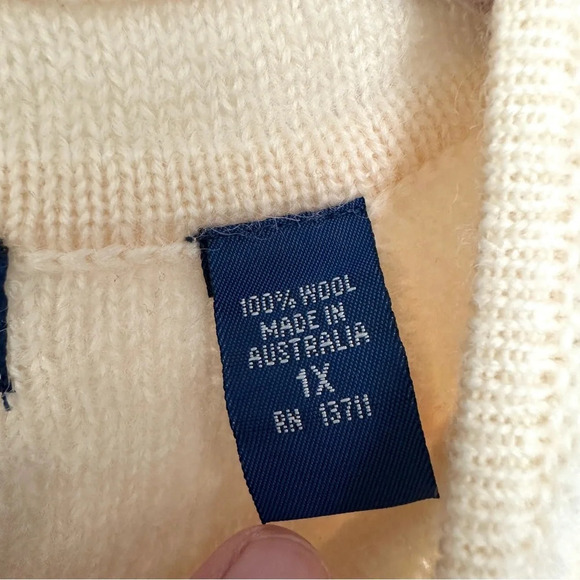 100% WOOL
MADE IN
AUSTRALIA
1X
RN 13711